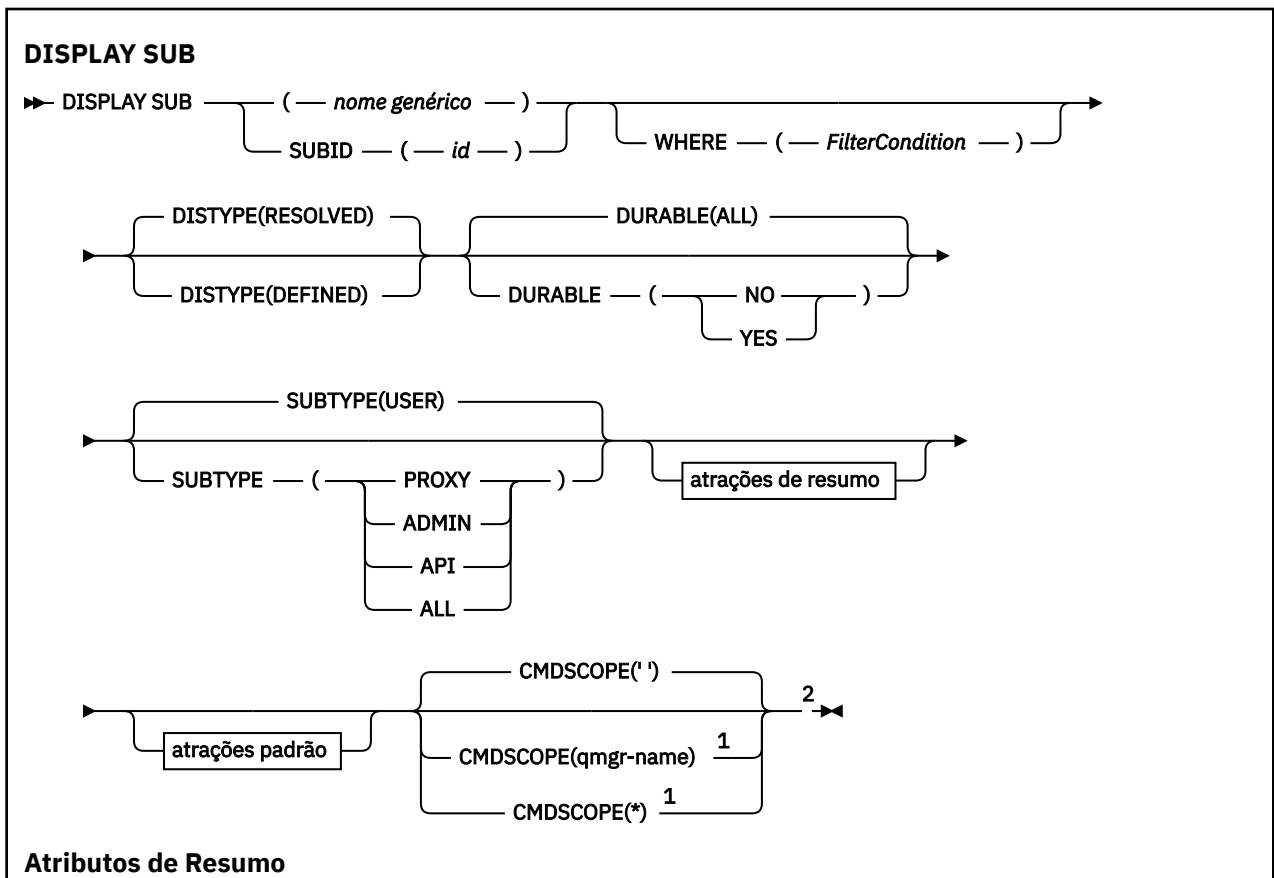 DISPLAY SUB
DISPLAY SUB ( nome genérico )
SUBID ( id )
WHERE ( FilterCondition )
DISTYPE(RESOLVED)
DISTYPE(DEFINED)
DURABLE(ALL)
DURABLE ( NO )
YES
SUBTYPE(USER)
SUBTYPE ( PROXY )
ADMIN
API
ALL
atrações de resumo
atrações padrão
CMDSCOPE(' ')
2
CMDSCOPE(qmgr-name) 1
CMDSCOPE(*) 1
Atributos de Resumo